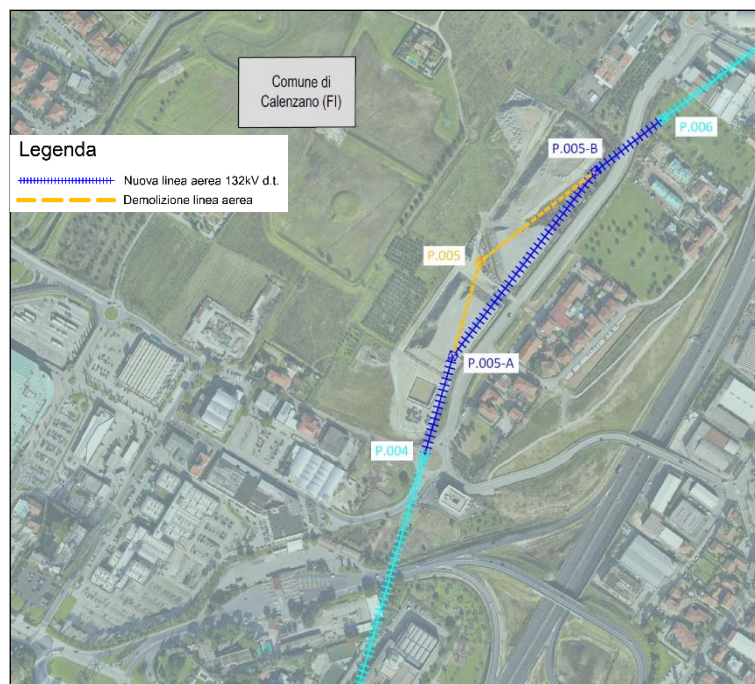 Comune di
Calenzano (FI)
Legenda
Nuova linea aerea 132kV d.t.
Demolizione linea aerea
P.006
P.005-B
P.005
P.005-A
P.004